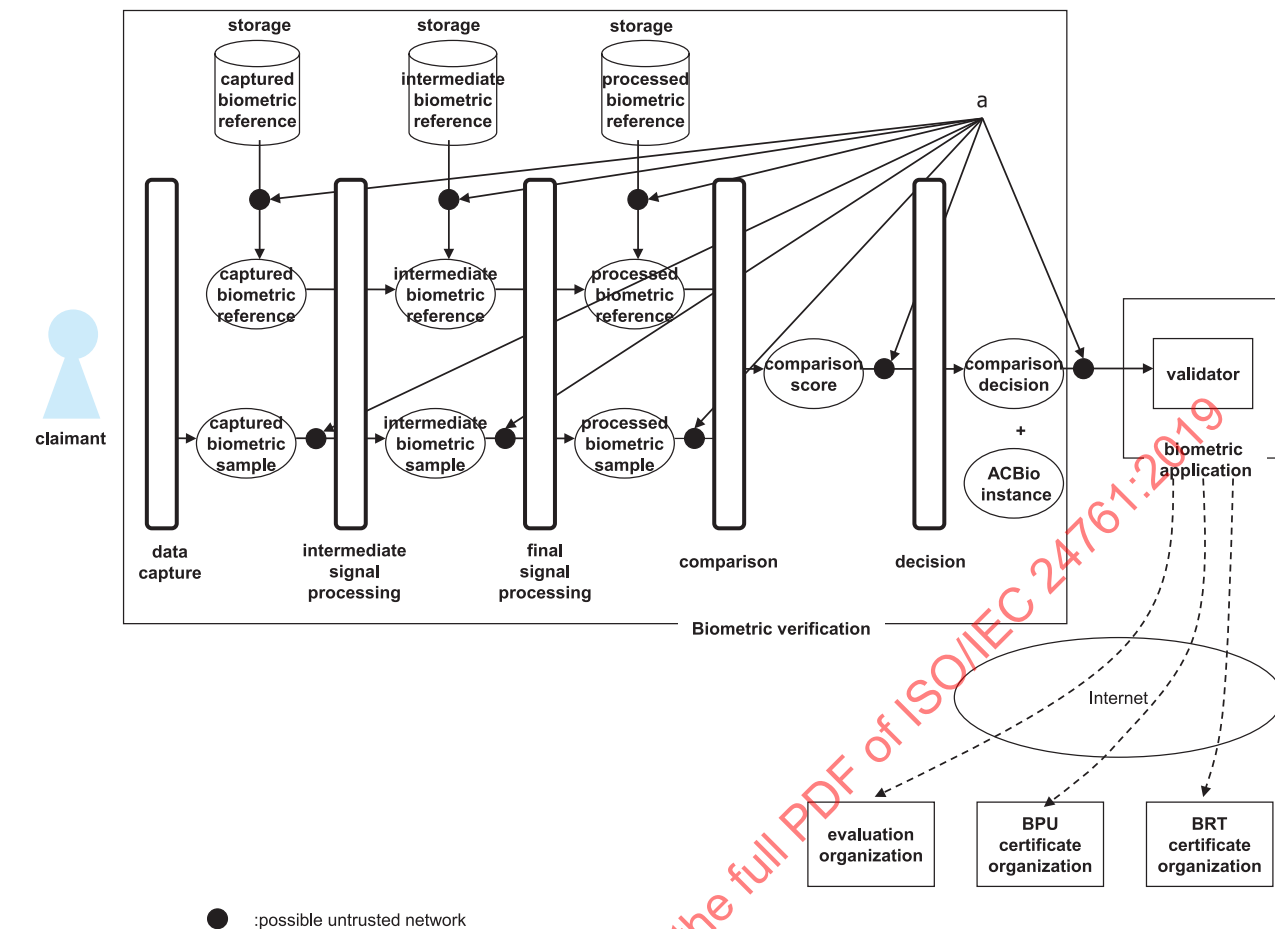 storage
storage
storage
captured
biometric
reference
intermediate
biometric
reference
processed
biometric
reference
a
captured
biometric
reference
intermediate
biometric
reference
processed
biometric
reference
claimant
captured
biometric
sample
intermediate
biometric
sample
processed
biometric
sample
comparison
score
comparison
decision
+
ACBio
instance
validator
biometric
application
data
capture
intermediate
signal
processing
final
signal
processing
comparison
decision
Biometric verification
Internet
evaluation
organization
BPU
certificate
organization
BRT
certificate
organization
:possible untrusted network
the full PDF of ISO/IEC 24761:2019